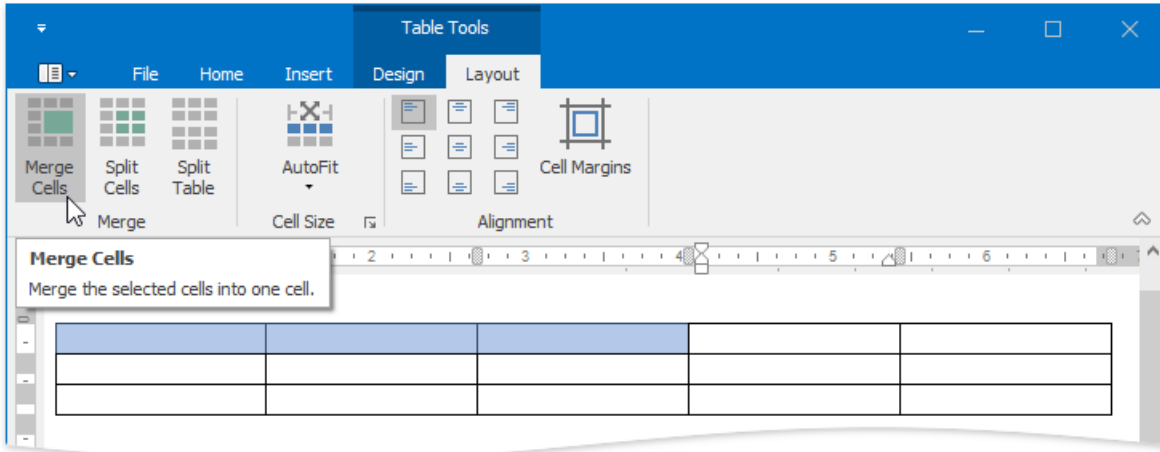 Table Tools
File Home Insert Design Layout
Merge Cells
Split Cells
Split Table
AutoFit
Cell Margins
Merge Cell Size Alignment
2 3 4 5 6
Merge Cells
Merge the selected cells into one cell.